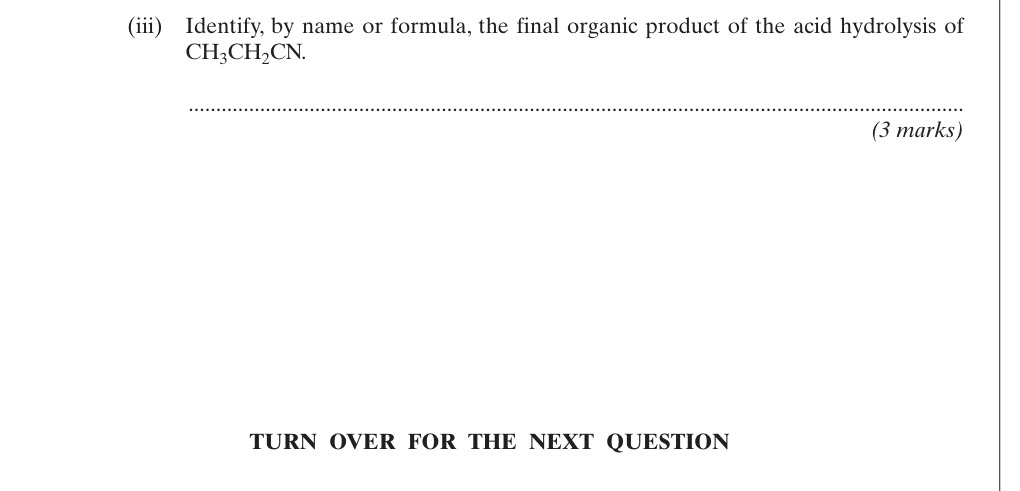 (iii) Identify, by name or formula, the final organic product of the acid hydrolysis of
CH₃CH₂CN.
..........................................................................................................................................
(3 marks)
TURN OVER FOR THE NEXT QUESTION